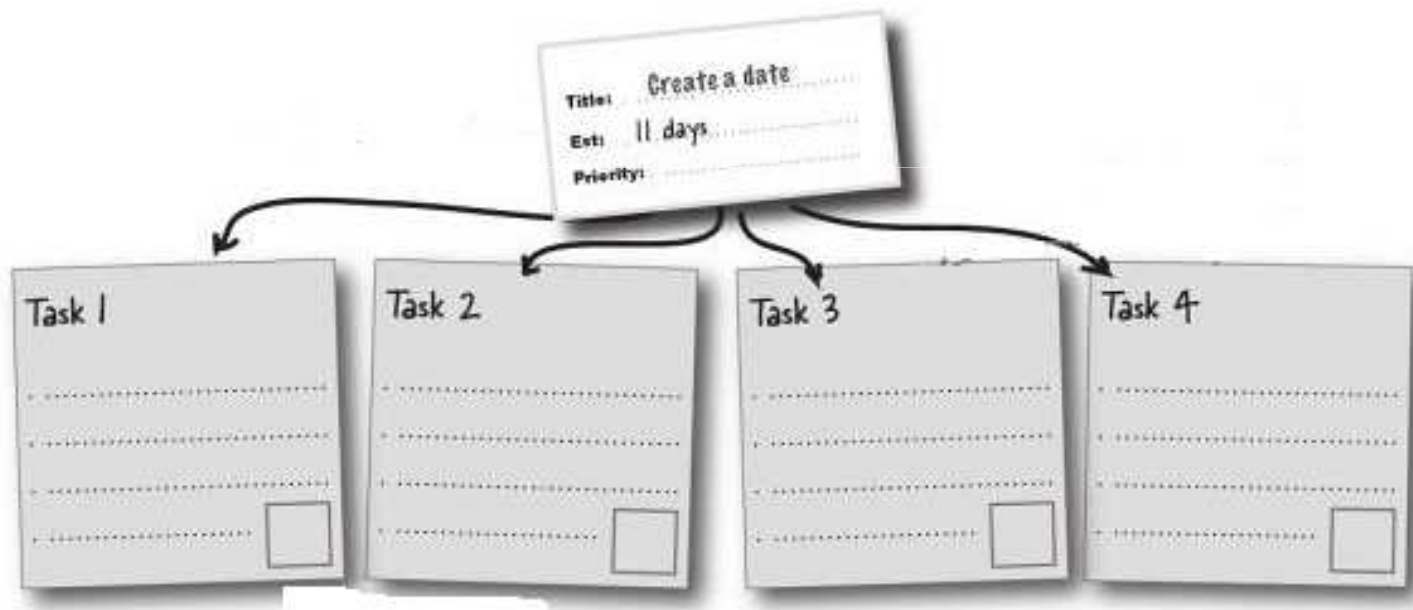 Title: Create a date
Est: 11 days
Priority:
Task 1
Task 2
Task 3
Task 4